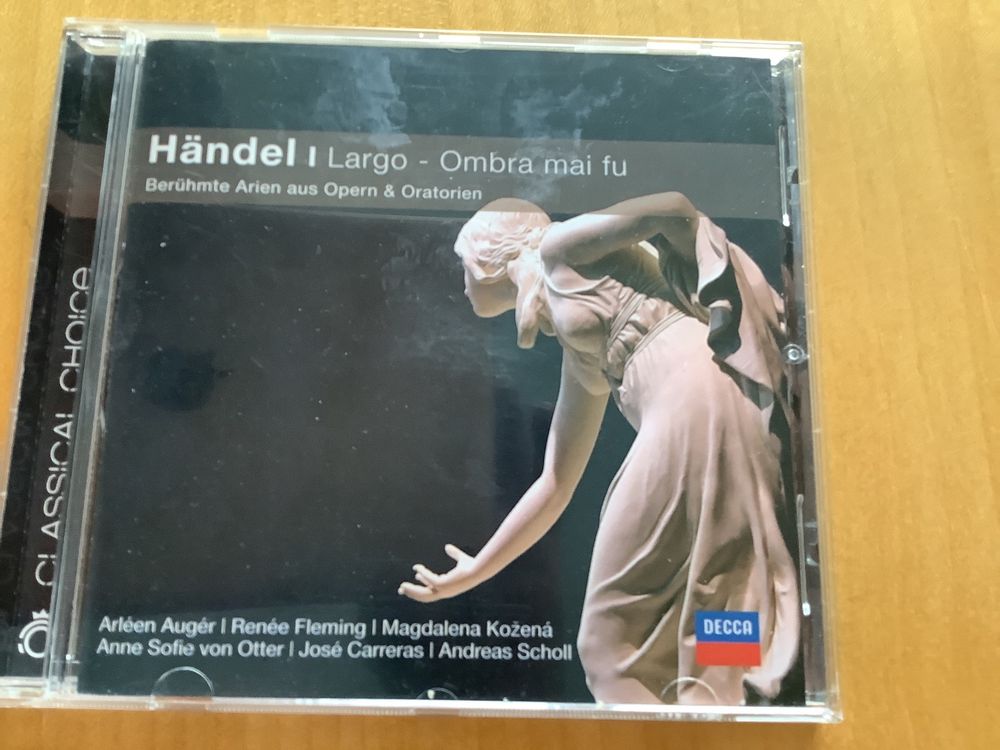 Händel | Largo - Ombra mai fu
Berühmte Arien aus Opern & Oratorien
CLASSICAL CHOICE
Arléen Augér | Renée Fleming | Magdalena Kožená
Anne Sofie von Otter | José Carreras | Andreas Scholl
DECCA